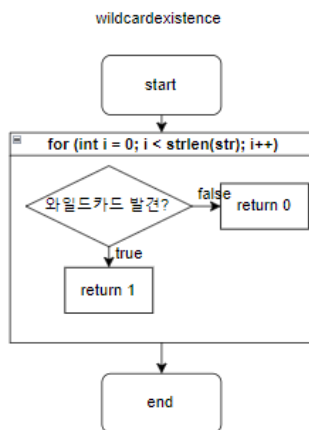 wildcardexistence
start
for (int i = 0; i < strlen(str); i++)
와일드카드 발견?
false
return 0
true
return 1
end